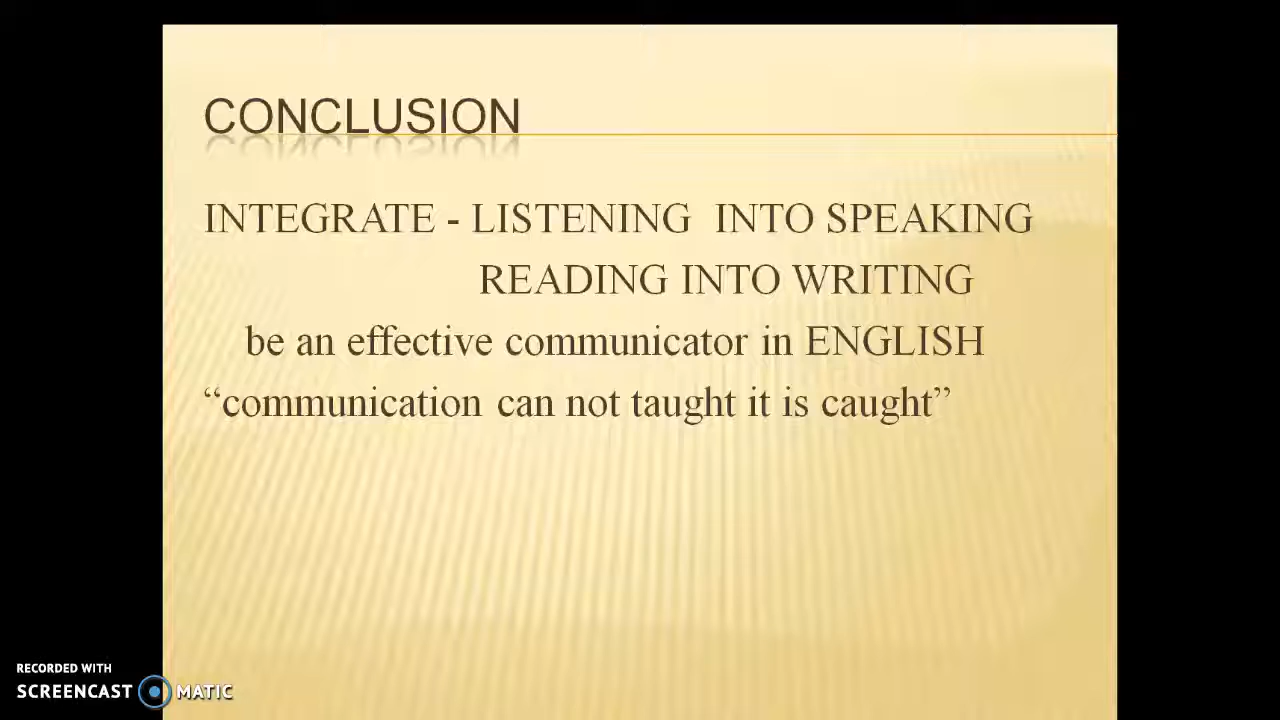 CONCLUSION
INTEGRATE - LISTENING INTO SPEAKING
READING INTO WRITING
be an effective communicator in ENGLISH
“communication can not taught it is caught”
RECORDED WITH
SCREENCAST MATIC